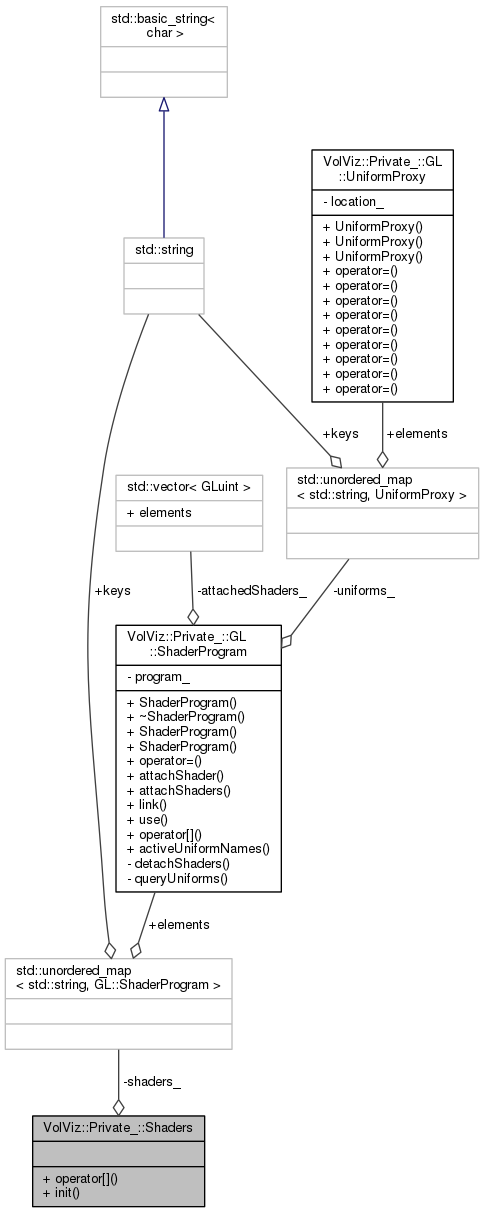 std::basic_string<
char >
VolViz::Private_::GL
::UniformProxy
- location_
+ UniformProxy()
+ UniformProxy()
+ UniformProxy()
+ operator=()
+ operator=()
+ operator=()
+ operator=()
+ operator=()
+ operator=()
+ operator=()
+ operator=()
+ operator=()
std::string
+keys
+elements
std::vector< GLuint >
+ elements
std::unordered_map
< std::string, UniformProxy >
+keys
-attachedShaders_
-uniforms_
VolViz::Private_::GL
::ShaderProgram
- program_
+ ShaderProgram()
+ ~ShaderProgram()
+ ShaderProgram()
+ ShaderProgram()
+ operator=()
+ attachShader()
+ attachShaders()
+ link()
+ use()
+ operator[]()
+ activeUniformNames()
- detachShaders()
- queryUniforms()
+elements
std::unordered_map
< std::string, GL::ShaderProgram >
-shaders_
VolViz::Private_::Shaders
+ operator[]()
+ init()